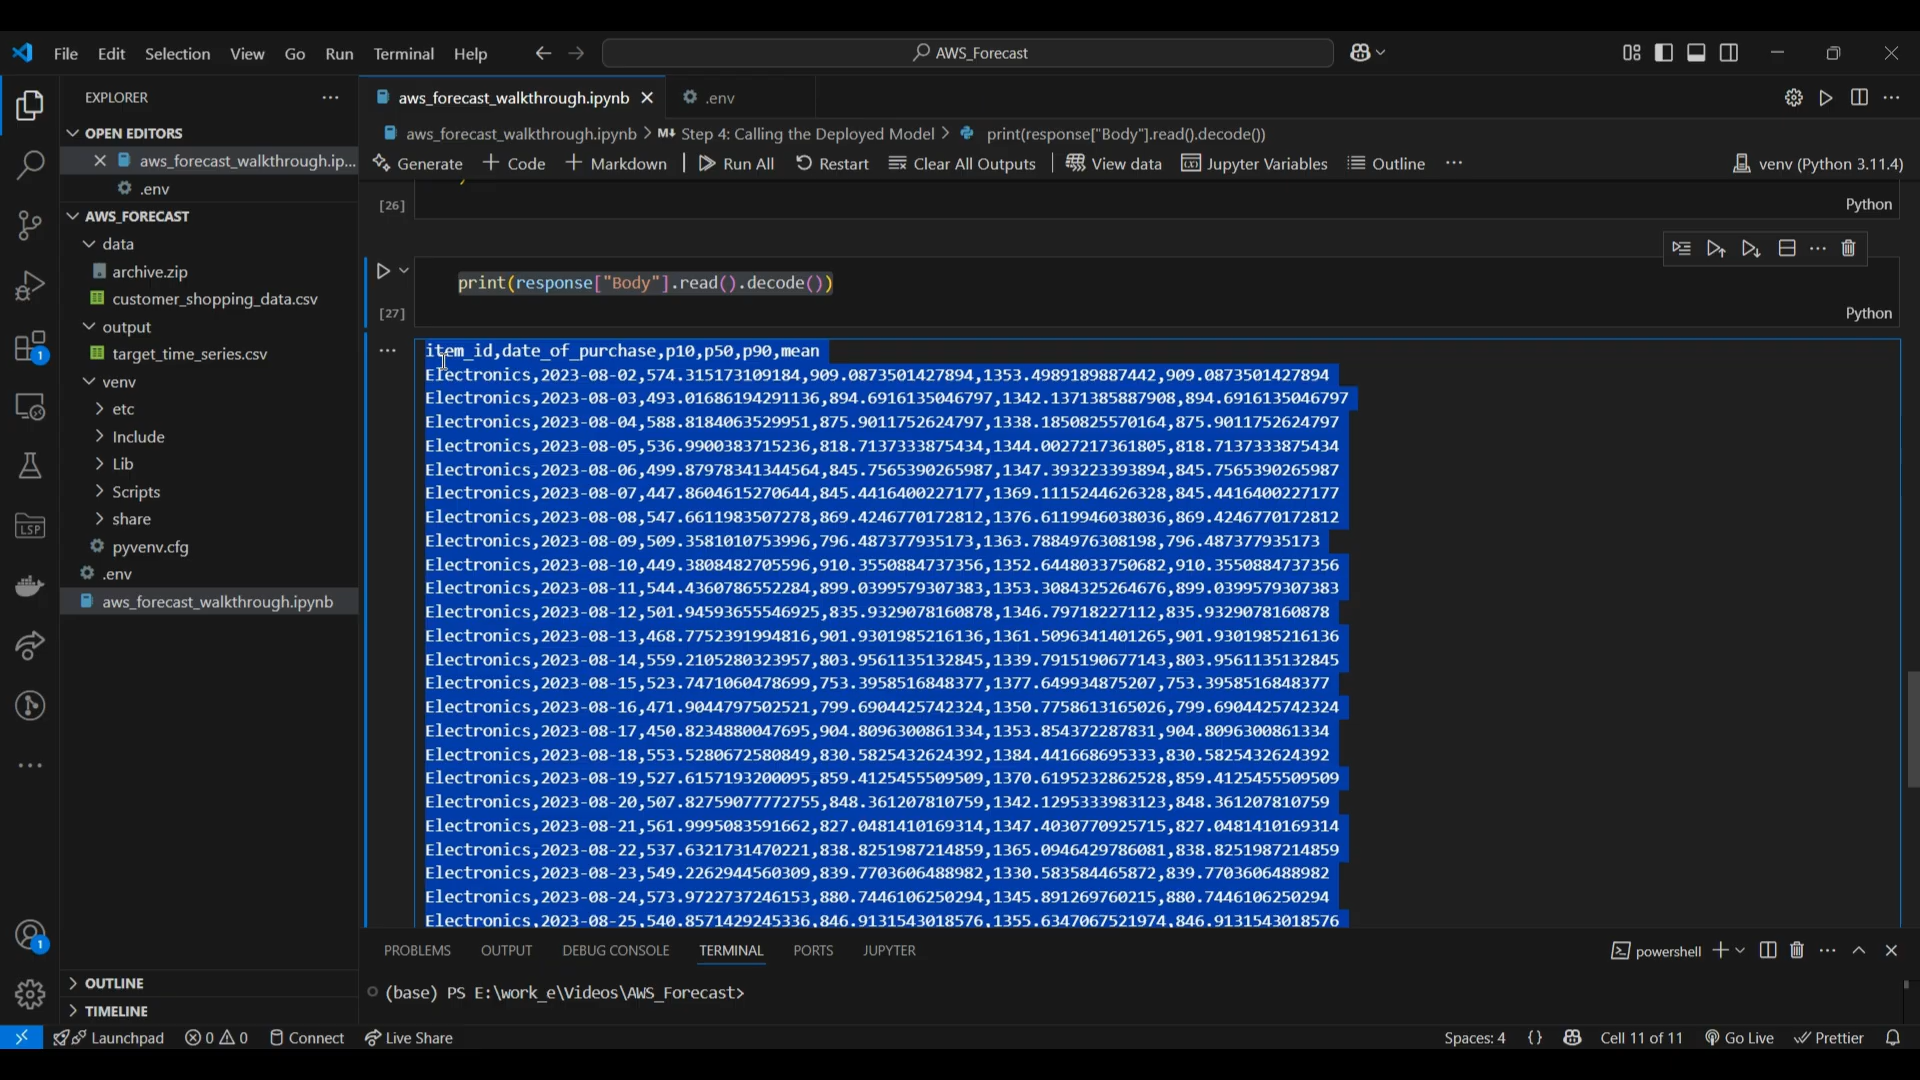 File Edit Selection View Go Run Terminal Help
AWS_Forecast
EXPLORER
OPEN EDITORS
aws_forecast_walkthrough.ip...
.env
AWS_FORECAST
data
archive.zip
customer_shopping_data.csv
output
target_time_series.csv
venv
etc
Include
Lib
Scripts
share
pyvenv.cfg
.env
aws_forecast_walkthrough.ipynb
OUTLINE
TIMELINE
aws_forecast_walkthrough.ipynb
.env
aws_forecast_walkthrough.ipynb > M↓ Step 4: Calling the Deployed Model > print(response["Body"].read().decode())
Generate + Code + Markdown | Run All Restart Clear All Outputs | View data Jupyter Variables Outline ...
venv (Python 3.11.4)
[26]
Python
print(response["Body"].read().decode())
[27]
Python
item_id,date_of_purchase,p10,p50,p90,mean
Electronics,2023-08-02,574.315173109184,909.0873501427894,1353.4989189887442,909.0873501427894
Electronics,2023-08-03,493.01686194291136,894.6916135046797,1342.1371385887908,894.6916135046797
Electronics,2023-08-04,588.8184063529951,875.9011752624797,1338.1850825570164,875.9011752624797
Electronics,2023-08-05,536.9900383715236,818.7137333875434,1344.0027217361805,818.7137333875434
Electronics,2023-08-06,499.87978341344564,845.7565390265987,1347.393223393894,845.7565390265987
Electronics,2023-08-07,447.8604615270644,845.4416400227177,1369.1115244626328,845.4416400227177
Electronics,2023-08-08,547.6611983507278,869.4246770172812,1376.6119946038036,869.4246770172812
Electronics,2023-08-09,509.3581010753996,796.487377935173,1363.7884976308198,796.487377935173
Electronics,2023-08-10,449.3808482705596,910.3550884737356,1352.6448033750682,910.3550884737356
Electronics,2023-08-11,544.4360786552284,899.0399579307383,1353.3084325264676,899.0399579307383
Electronics,2023-08-12,501.94593655546925,835.9329078160878,1346.79718227112,835.9329078160878
Electronics,2023-08-13,468.7752391994816,901.9301985216136,1361.5096341401265,901.9301985216136
Electronics,2023-08-14,559.2105280323957,803.9561135132845,1339.7915190677143,803.9561135132845
Electronics,2023-08-15,523.7471060478699,753.3958516848377,1377.649934875207,753.3958516848377
Electronics,2023-08-16,471.9044797502521,799.6904425742324,1350.7758613165026,799.6904425742324
Electronics,2023-08-17,450.8234880047695,904.8096300861334,1353.854372287831,904.8096300861334
Electronics,2023-08-18,553.5280672580849,830.5825432624392,1384.441668695333,830.5825432624392
Electronics,2023-08-19,527.6157193200095,859.4125455509509,1370.6195232862528,859.4125455509509
Electronics,2023-08-20,507.82759077772755,848.361207810759,1342.1295333983123,848.361207810759
Electronics,2023-08-21,561.9995083591662,827.0481410169314,1347.4030770925715,827.0481410169314
Electronics,2023-08-22,537.6321731470221,838.8251987214859,1365.0946429786081,838.8251987214859
Electronics,2023-08-23,549.2262944560309,839.7703606488982,1330.583584465872,839.7703606488982
Electronics,2023-08-24,573.9722737246153,880.7446106250294,1345.891269760215,880.7446106250294
Electronics,2023-08-25,540.8571429245336,846.9131543018576,1355.6347067521974,846.9131543018576
PROBLEMS OUTPUT DEBUG CONSOLE TERMINAL PORTS JUPYTER
powershell
(base) PS E:\work_e\Videos\AWS_Forecast>
LSP
1
1
Launchpad 0 0 Connect Live Share
Spaces: 4 {} Cell 11 of 11 Go Live Prettier